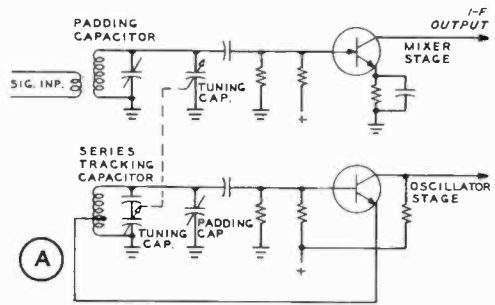 PADDING
CAPACITOR
I-F
OUTPUT
MIXER
STAGE
SIG. INP.
TUNING
CAP.
SERIES
TRACKING
CAPACITOR
OSCILLATOR
STAGE
TUNING
CAP.
PADDING
CAP
A